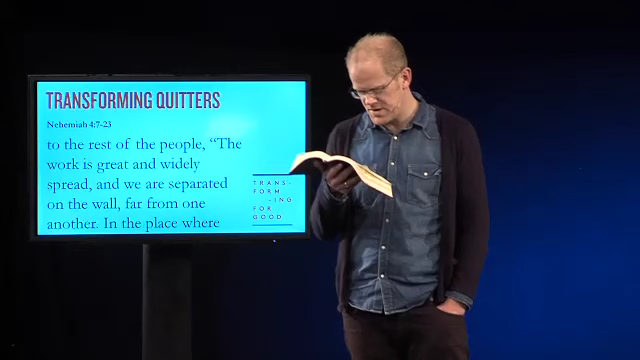 TRANSFORMING QUITTERS
Nehemiah 4:7-23
to the rest of the people, “The
work is great and widely
spread, and we are separated
on the wall, far from one
another. In the place where
TRANS-
FORM
-ING
FOR
GOOD